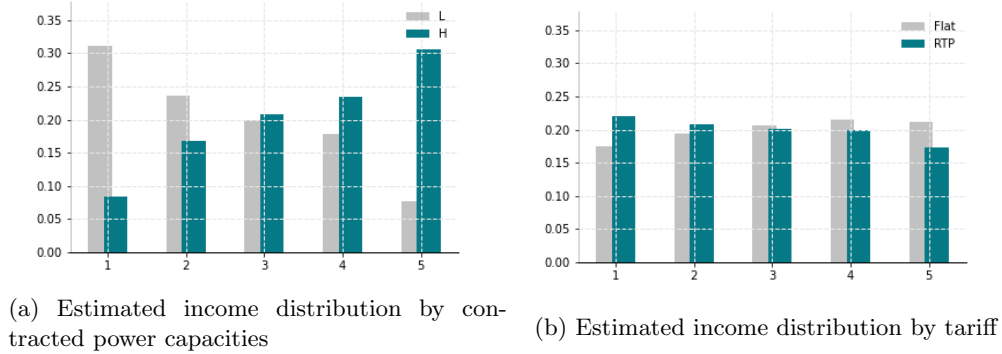 0.35
0.30
0.25
0.20
0.15
0.10
0.05
0.00
1 2 3 4 5
L
H
(a) Estimated income distribution by con-
tracted power capacities
0.35
0.30
0.25
0.20
0.15
0.10
0.05
0.00
1 2 3 4 5
Flat
RTP
(b) Estimated income distribution by tariff